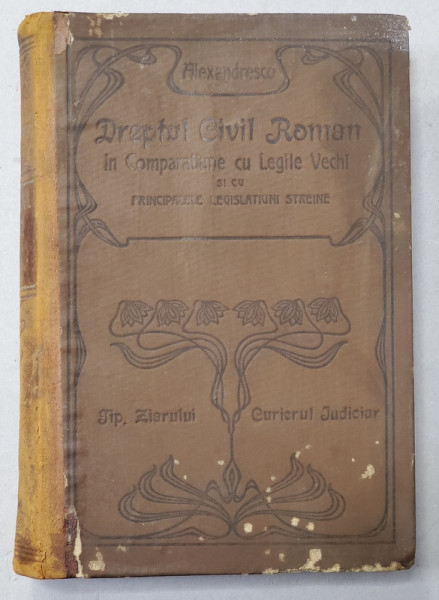 Alexandresco
Dreptul Civil Roman
in Comparatiune cu Legile Vechi
SI CU
PRINCIPALELE LEGISLATIUNI STREINE
Tip. Ziarului Curierul Judiciar